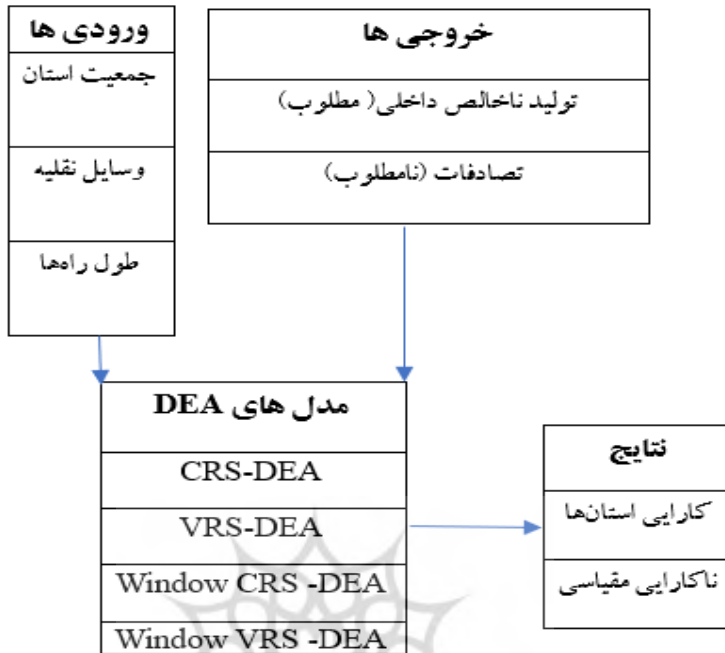 ورودی ها
جمعیت استان
وسایل نقلیه
طول راه‌ها
خروجی ها
تولید ناخالص داخلی( مطلوب)
تصادفات (نامطلوب)
مدل های DEA
CRS-DEA
VRS-DEA
Window CRS -DEA
Window VRS -DEA
نتایج
کارایی استان‌ها
ناکارایی مقیاسی